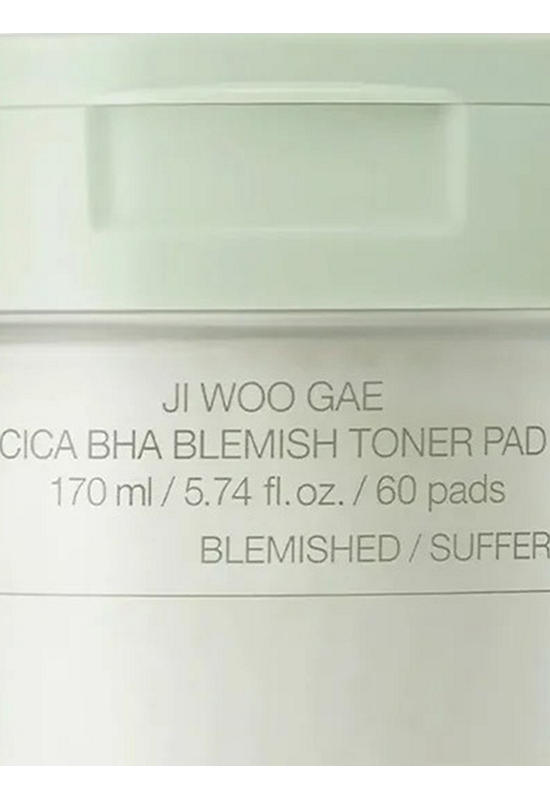 JI WOO GAE
CICA BHA BLEMISH TONER PAD
170 ml / 5.74 fl.oz. / 60 pads
BLEMISHED / SUFFER